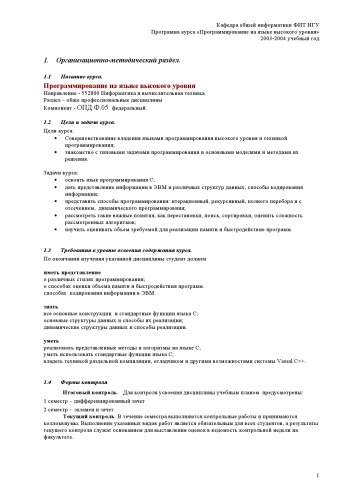 Кафедра общей информатики ФИТ НГУ
Программа курса «Программирование на языке высокого уровня»
2003-2004 учебный год
1. Организационно-методический раздел.
1.1 Название курса.
Программирование на языке высокого уровня
Направление - 552800 Информатика и вычислительная техника.
Раздел – обще профессиональные дисциплины
Компонент - ОПД.Ф.05 федеральный.
1.2 Цели и задачи курса.
Цели курса:
• Совершенствование владения языками программирования высокого уровня и техникой
программирования;
• знакомство с типовыми задачами программирования и основными моделями и методами их
решения.
Задачи курса:
• освоить язык программирования С;
• дать представление информации в ЭВМ и различных структур данных, способы кодирования
информации;
• представить способы программирования: итерационный, рекурсивный, полного перебора и с
отсечением, динамического программирования;
• рассмотреть такие важные понятия, как перестановки, поиск, сортировки, оценить сложность
рассмотренных алгоритмов;
• научить оценивать объем требуемой для реализации памяти и быстродействие программ.
1.3 Требования к уровню освоения содержания курса.
По окончании изучения указанной дисциплины студент должен
иметь представление
о различных стилях программирования;
о способах оценки объема памяти и быстродействия программ.
способах кодирования информации в ЭВМ.
знать
все основные конструкции и стандартные функции языка С;
основные структуры данных и способы их реализации;
динамические структуры данных и способы реализации.
уметь
реализовать представленные методы и алгоритмы на языке С;
уметь использовать стандартные функции языка С;
владеть техникой раздельной компиляции, отладчиком и другими возможностями системы Visual C++.
1.4 Формы контроля
Итоговый контроль. Для контроля усвоения дисциплины учебным планом предусмотрены:
1 семестр – дифференцированный зачет
2 семестр - экзамен и зачет
Текущий контроль. В течение семестра выполняются контрольные работы и принимаются
коллоквиумы. Выполнение указанных видов работ является обязательным для всех студентов, а результаты
текущего контроля служат основанием для выставления оценок в ведомость контрольной недели на
факультете.
1